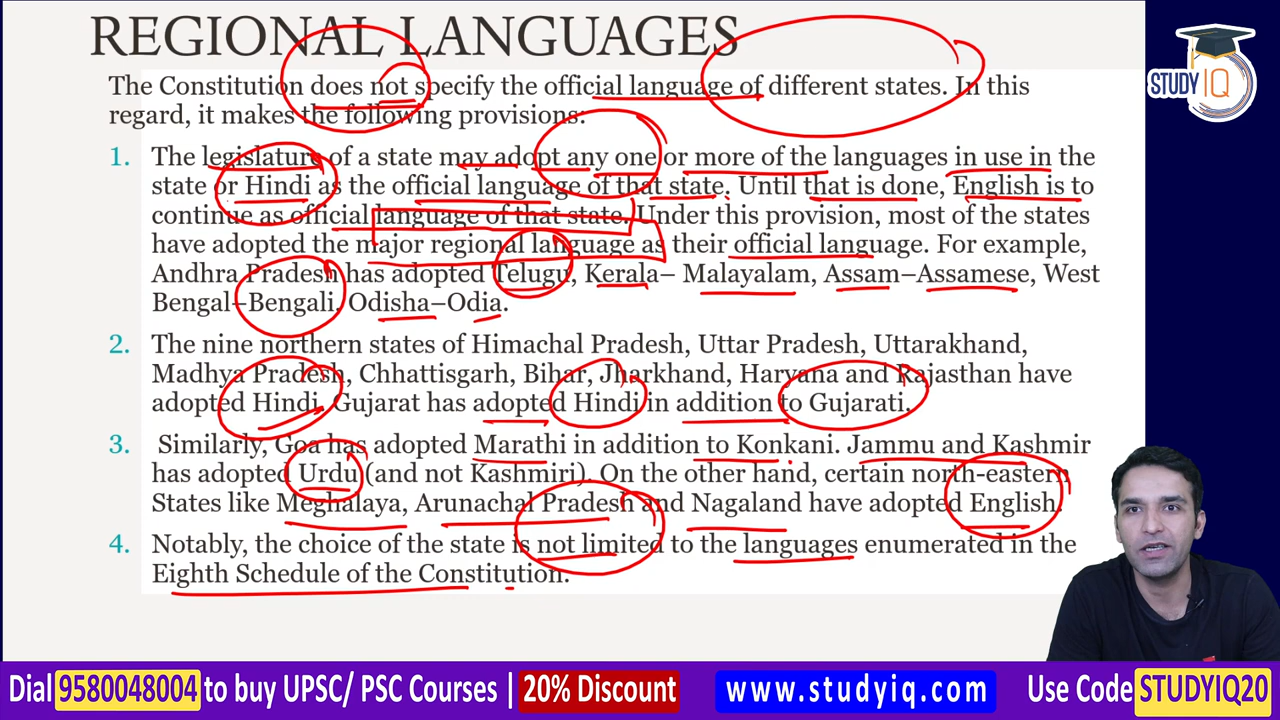 REGIONAL LANGUAGES
The Constitution does not specify the official language of different states. In this
regard, it makes the following provisions:
1. The legislature of a state may adopt any one or more of the languages in use in the
state or Hindi as the official language of that state. Until that is done, English is to
continue as official language of that state. Under this provision, most of the states
have adopted the major regional language as their official language. For example,
Andhra Pradesh has adopted Telugu, Kerala– Malayalam, Assam–Assamese, West
Bengal–Bengali, Odisha–Odia.
2. The nine northern states of Himachal Pradesh, Uttar Pradesh, Uttarakhand,
Madhya Pradesh, Chhattisgarh, Bihar, Jharkhand, Haryana and Rajasthan have
adopted Hindi. Gujarat has adopted Hindi in addition to Gujarati.
3. Similarly, Goa has adopted Marathi in addition to Konkani. Jammu and Kashmir
has adopted Urdu (and not Kashmiri). On the other hand, certain north-eastern
States like Meghalaya, Arunachal Pradesh and Nagaland have adopted English.
4. Notably, the choice of the state is not limited to the languages enumerated in the
Eighth Schedule of the Constitution.
STUDY IQ
Dial 9580048004 to buy UPSC/ PSC Courses | 20% Discount www.studyiq.com Use Code STUDYIQ20